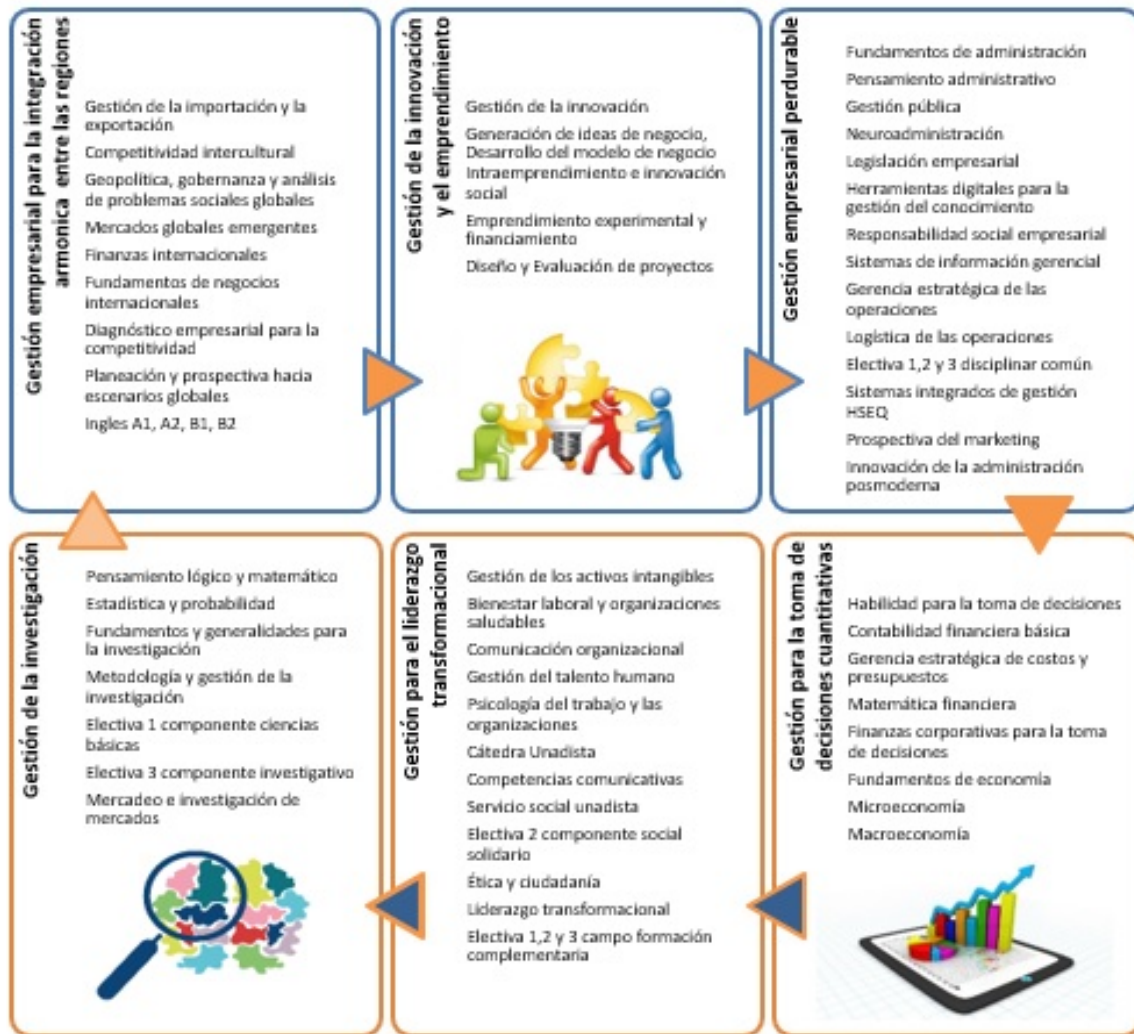 Gestión empresarial para la integración
armonica entre las regiones
Gestión de la importación y la
exportación
Competitividad intercultural
Geopolítica, gobernanza y análisis
de problemas sociales globales
Mercados globales emergentes
Finanzas internacionales
Fundamentos de negocios
internacionales
Diagnóstico empresarial para la
competitividad
Planeación y prospectiva hacia
escenarios globales
Ingles A1, A2, B1, B2
Gestión de la innovación
y el emprendimiento
Gestión de la innovación
Generación de ideas de negocio,
Desarrollo del modelo de negocio
Intraemprendimiento e innovación
social
Emprendimiento experimental y
financiamiento
Diseño y Evaluación de proyectos
Gestión empresarial perdurable
Fundamentos de administración
Pensamiento administrativo
Gestión pública
Neuroadministración
Legislación empresarial
Herramientas digitales para la
gestión del conocimiento
Responsabilidad social empresarial
Sistemas de información gerencial
Gerencia estratégica de las
operaciones
Logística de las operaciones
Electiva 1,2 y 3 disciplinar común
Sistemas integrados de gestión
HSEQ
Prospectiva del marketing
Innovación de la administración
posmoderna
Gestión de la investigación
Pensamiento lógico y matemático
Estadística y probabilidad
Fundamentos y generalidades para
la investigación
Metodología y gestión de la
investigación
Electiva 1 componente ciencias
básicas
Electiva 3 componente investigativo
Mercadeo e investigación de
mercados
Gestión para el liderazgo
transformacional
Gestión de los activos intangibles
Bienestar laboral y organizaciones
saludables
Comunicación organizacional
Gestión del talento humano
Psicología del trabajo y las
organizaciones
Cátedra Unadista
Competencias comunicativas
Servicio social unadista
Electiva 2 componente social
solidario
Ética y ciudadanía
Liderazgo transformacional
Electiva 1,2 y 3 campo formación
complementaria
Gestión para la toma de
decisiones cuantitativas
Habilidad para la toma de decisiones
Contabilidad financiera básica
Gerencia estratégica de costos y
presupuestos
Matemática financiera
Finanzas corporativas para la toma
de decisiones
Fundamentos de economía
Microeconomía
Macroeconomía